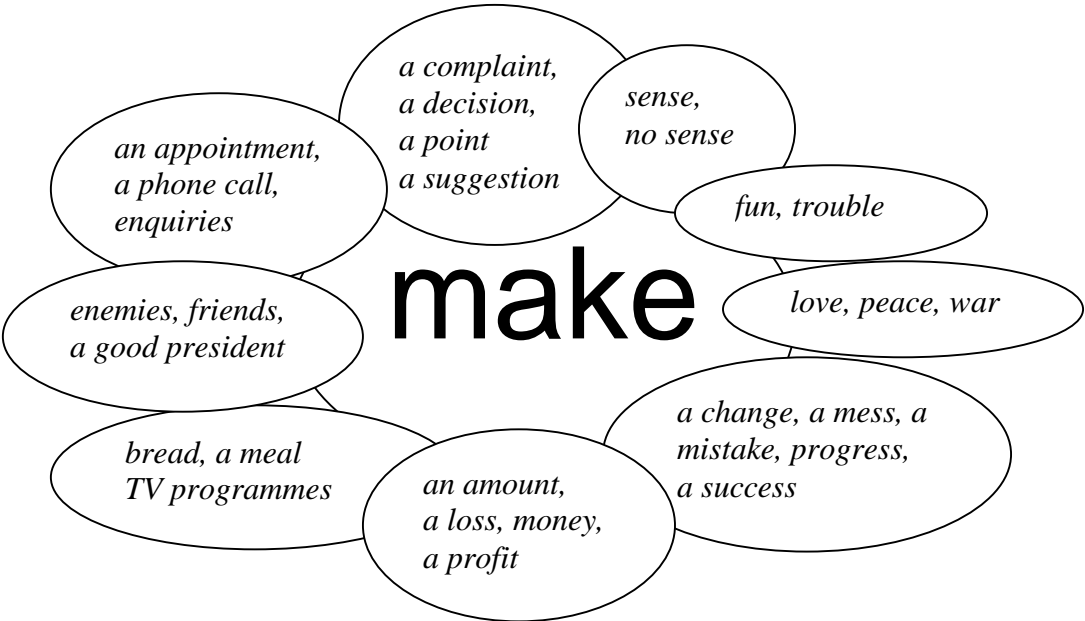 a complaint,
a decision,
a point
a suggestion
sense,
no sense
an appointment,
a phone call,
enquiries
fun, trouble
make
enemies, friends,
a good president
love, peace, war
bread, a meal
TV programmes
an amount,
a loss, money,
a profit
a change, a mess, a
mistake, progress,
a success